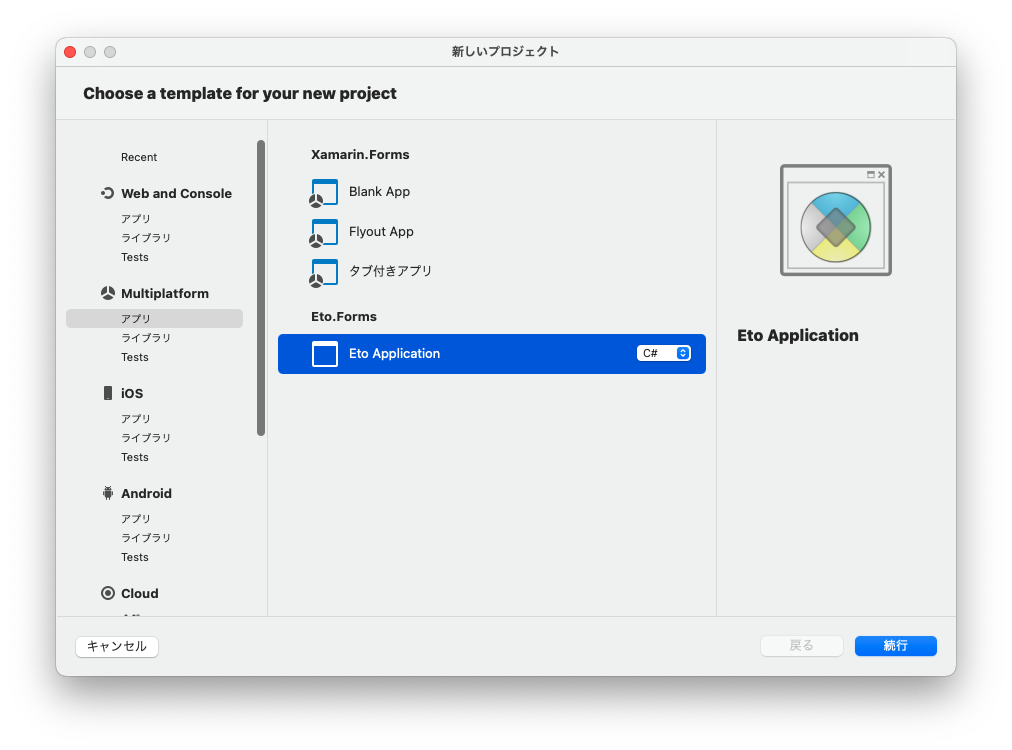 新しいプロジェクト
Choose a template for your new project
Recent
Web and Console
アプリ
ライブラリ
Tests
Multiplatform
アプリ
ライブラリ
Tests
iOS
アプリ
ライブラリ
Tests
Android
アプリ
ライブラリ
Tests
Cloud
Xamarin.Forms
Blank App
Flyout App
タブ付きアプリ
Eto.Forms
Eto Application
C#
Eto Application
キャンセル
戻る
続行